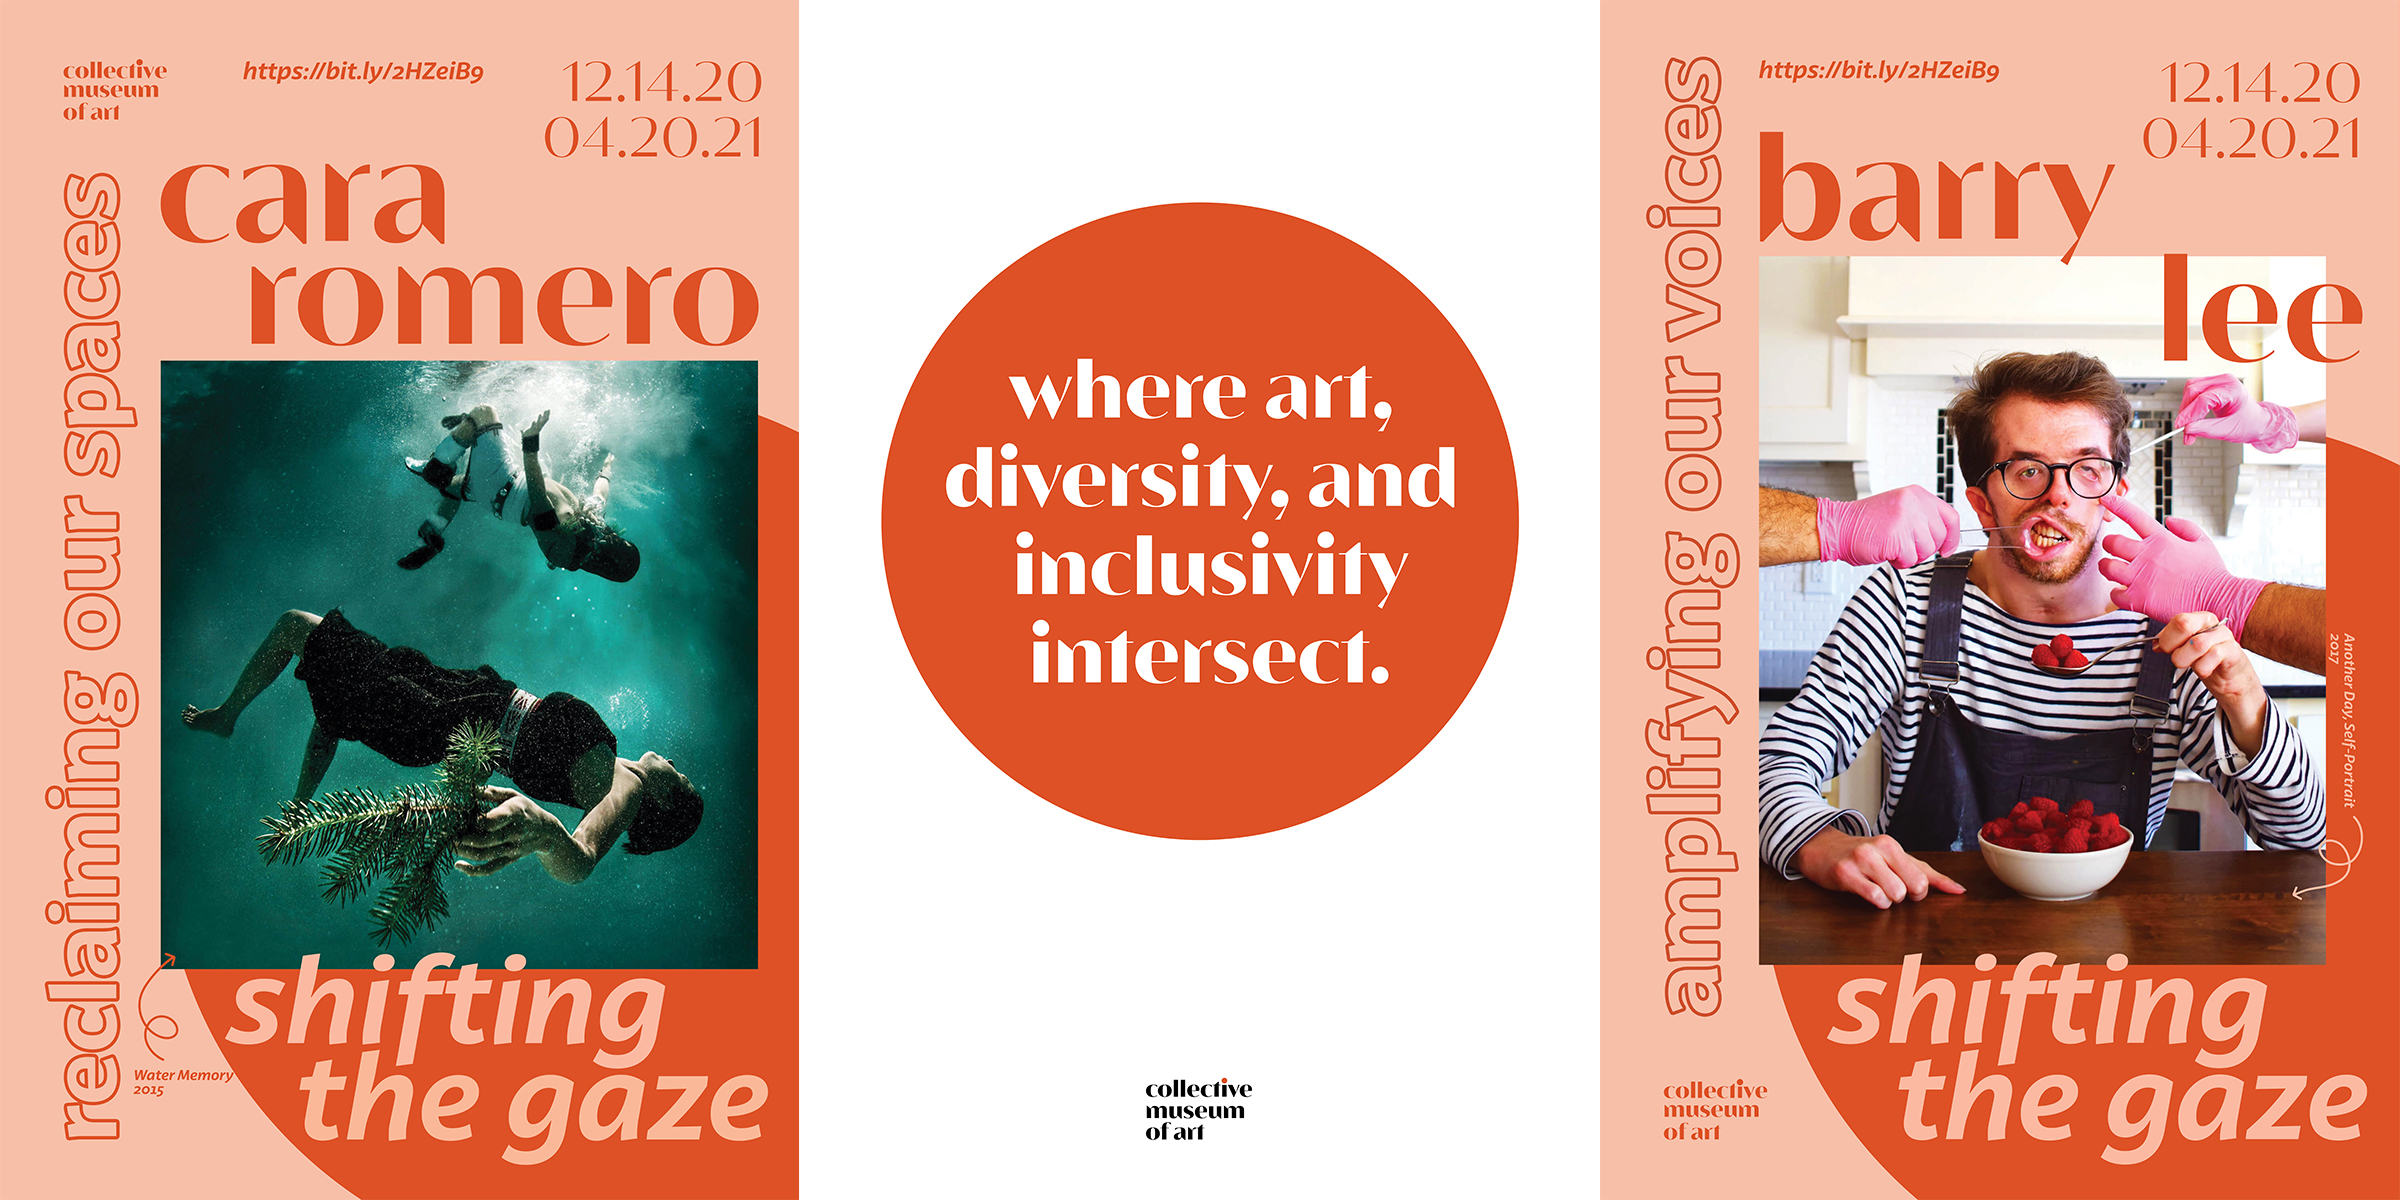 collective
museum
of art
https://bit.ly/2HZeiB9
12.14.20
04.20.21
cara
romero
reclaiming our spaces
Water Memory
2015
shifting
the gaze
where art,
diversity, and
inclusivity
intersect.
collective
museum
of art
amplifying our voices
https://bit.ly/2HZeiB9
12.14.20
04.20.21
barry
lee
Another Day, Self-Portrait
2017
shifting
the gaze
collective
museum
of art